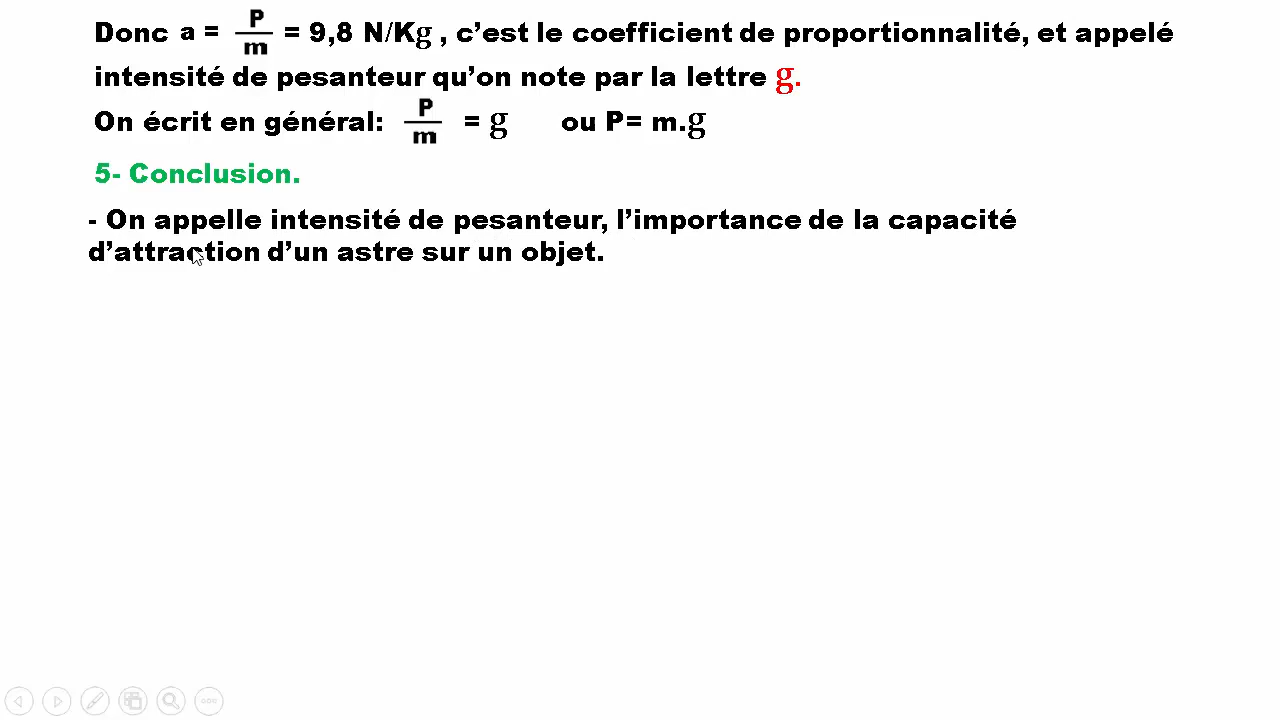 Donc a = P/m = 9,8 N/Kg , c’est le coefficient de proportionnalité, et appelé
intensité de pesanteur qu’on note par la lettre g.
On écrit en général: P/m = g ou P= m.g
5- Conclusion.
- On appelle intensité de pesanteur, l’importance de la capacité
d’attraction d’un astre sur un objet.